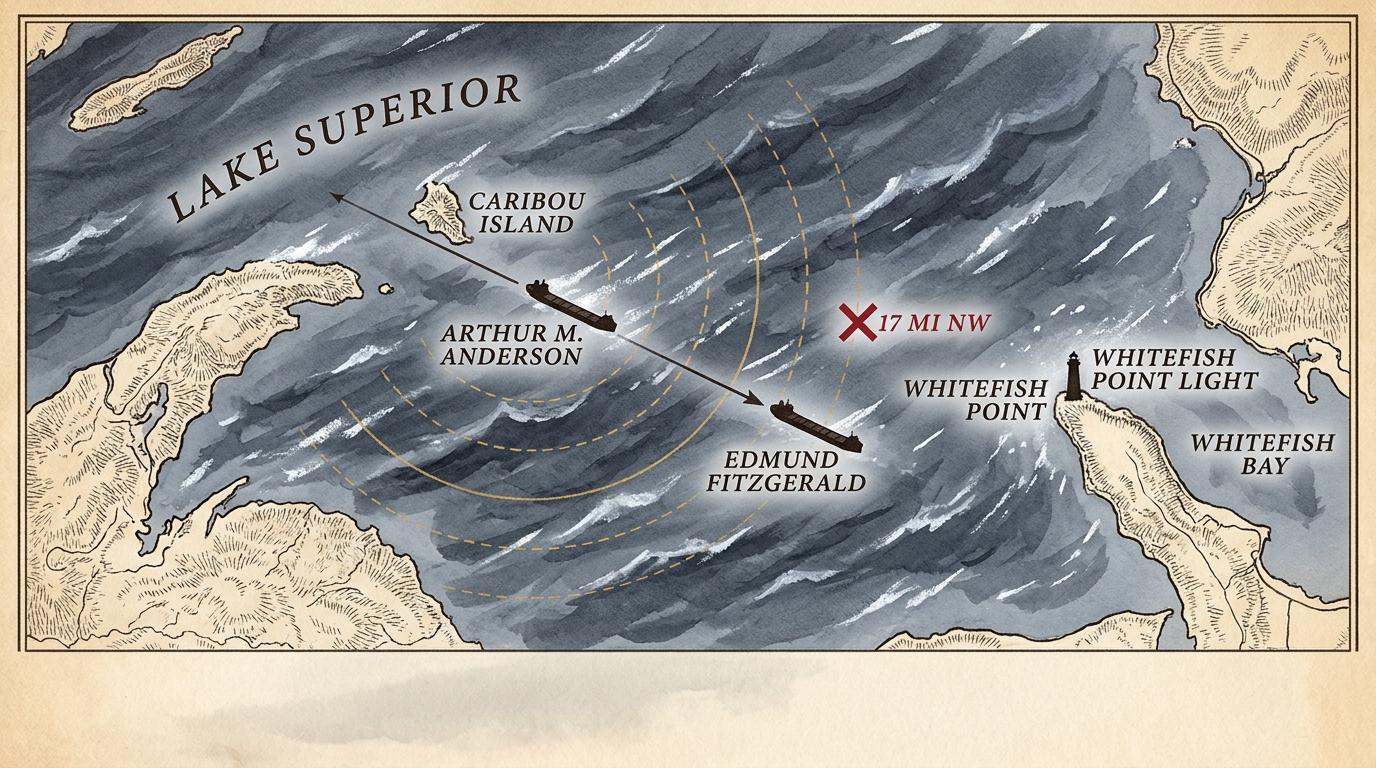 LAKE SUPERIOR
CARIBOU
ISLAND
ARTHUR M.
ANDERSON
17 MI NW
WHITEFISH
POINT LIGHT
WHITEFISH
POINT
WHITEFISH
BAY
EDMUND
FITZGERALD